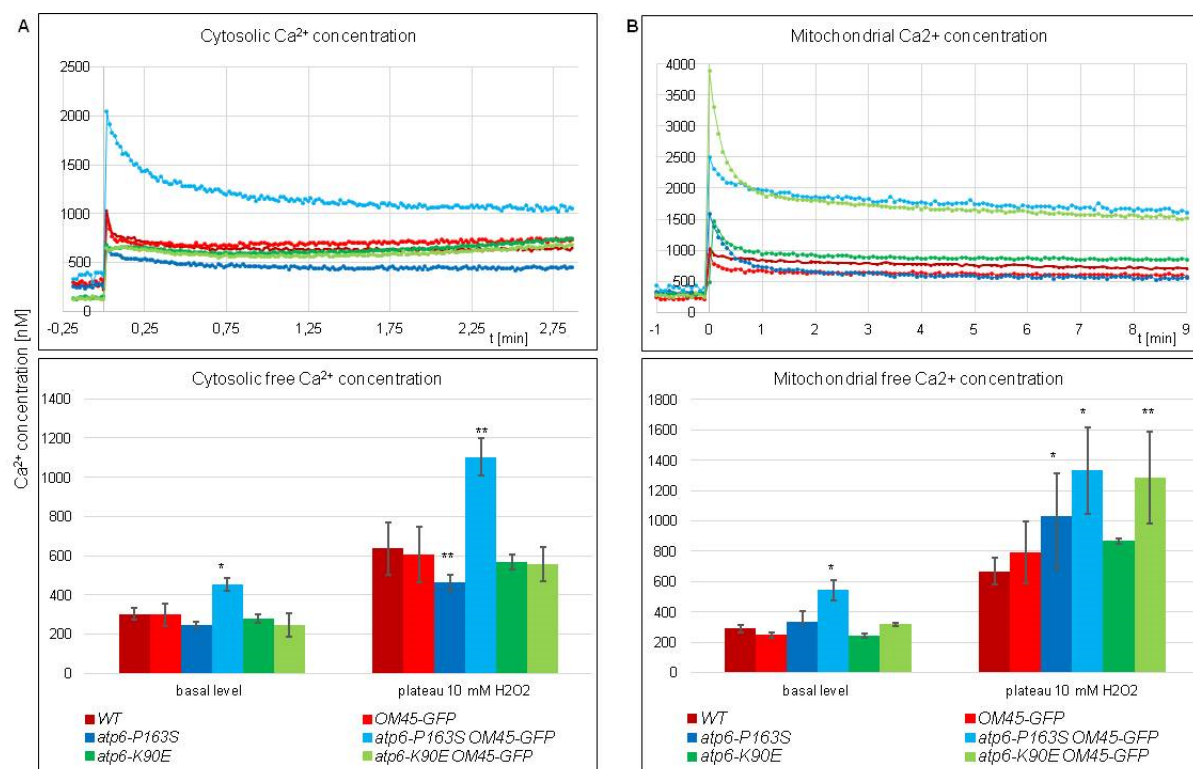 A
Cytosolic Ca²⁺ concentration
2500
2000
1500
1000
500
0
-0,25 0,25 0,75 1,25 1,75 2,25 2,75
t [min]
B
Mitochondrial Ca2+ concentration
4000
3500
3000
2500
2000
1500
1000
500
0
-1 0 1 2 3 4 5 6 7 8 9
t [min]
Ca²⁺ concentration [nM]
Cytosolic free Ca²⁺ concentration
1400
1200
1000
800
600
400
200
0
* ** **
basal level plateau 10 mM H2O2
WT OM45-GFP
atp6-P163S atp6-P163S OM45-GFP
atp6-K90E atp6-K90E OM45-GFP
Mitochondrial free Ca2+ concentration
1800
1600
1400
1200
1000
800
600
400
200
0
* * * **
basal level plateau 10 mM H2O2
WT OM45-GFP
atp6-P163S atp6-P163S OM45-GFP
atp6-K90E atp6-K90E OM45-GFP